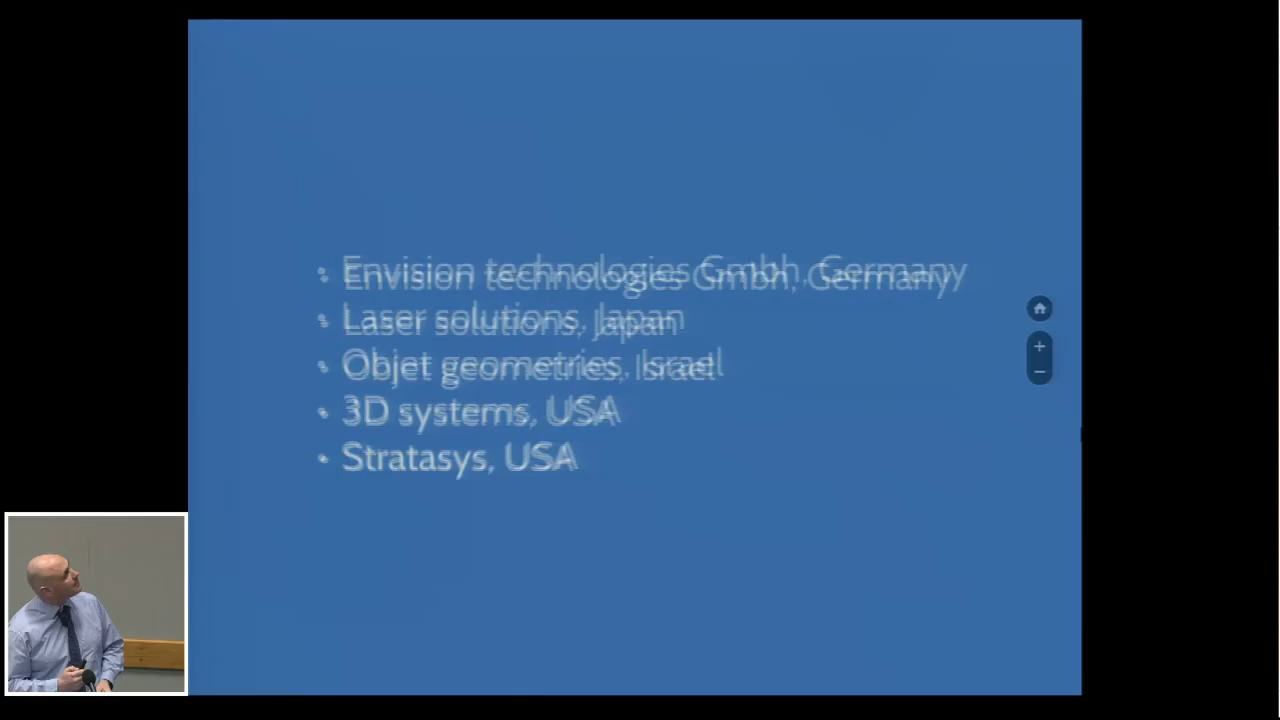 • Envision technologies Gmbh, Germany
• Laser solutions, Japan
• Objet geometries, Israel
• 3D systems, USA
• Stratasys, USA